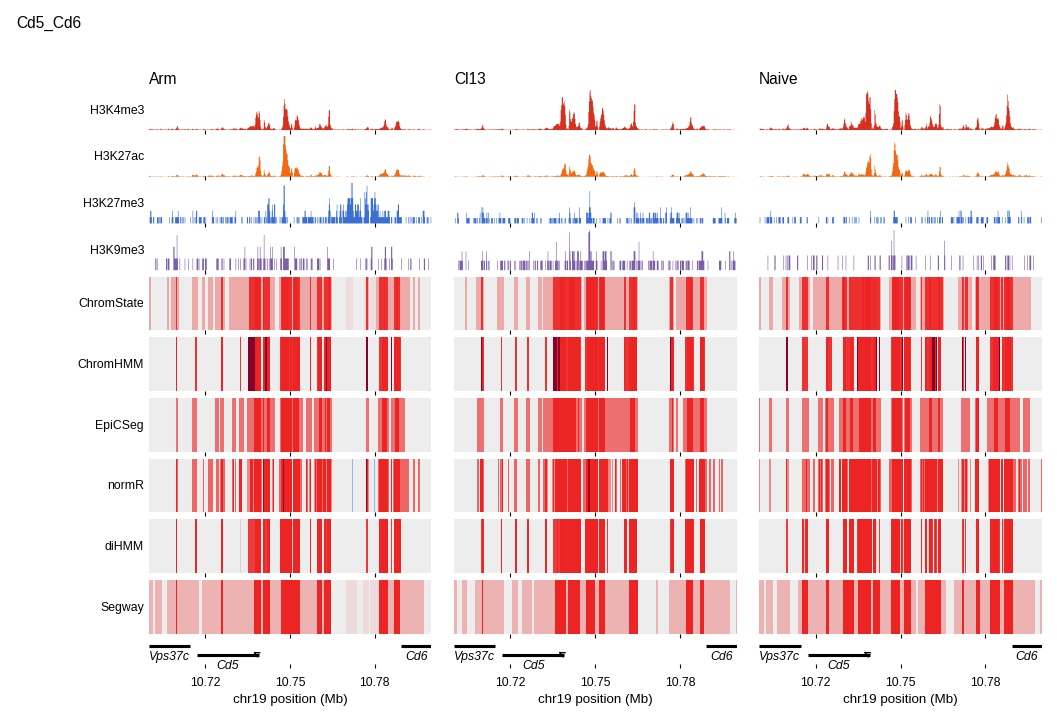 Cd5_Cd6
Arm
Cl13
Naive
H3K4me3
H3K27ac
H3K27me3
H3K9me3
ChromState
ChromHMM
EpiCSeg
normR
diHMM
Segway
Vps37c
Cd5
Cd6
Vps37c
Cd5
Cd6
Vps37c
Cd5
Cd6
10.72 10.75 10.78
10.72 10.75 10.78
10.72 10.75 10.78
chr19 position (Mb)
chr19 position (Mb)
chr19 position (Mb)